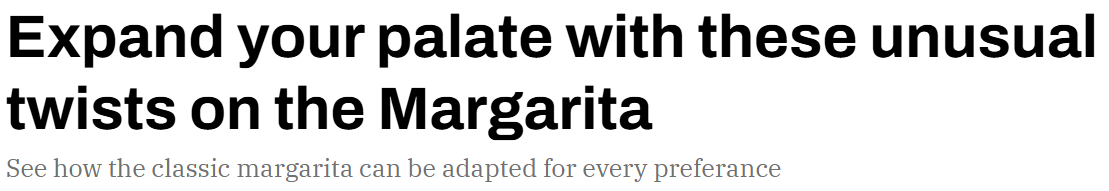 Expand your palate with these unusual
twists on the Margarita
See how the classic margarita can be adapted for every preferance